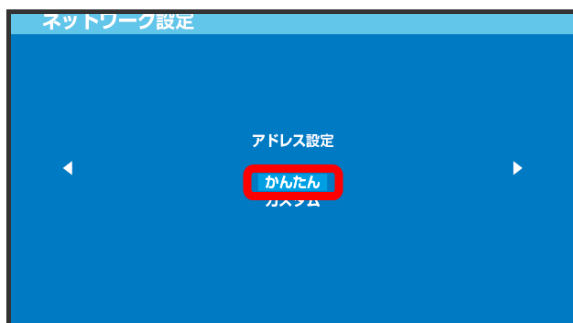 ネットワーク設定
アドレス設定
かんたん
カスタム